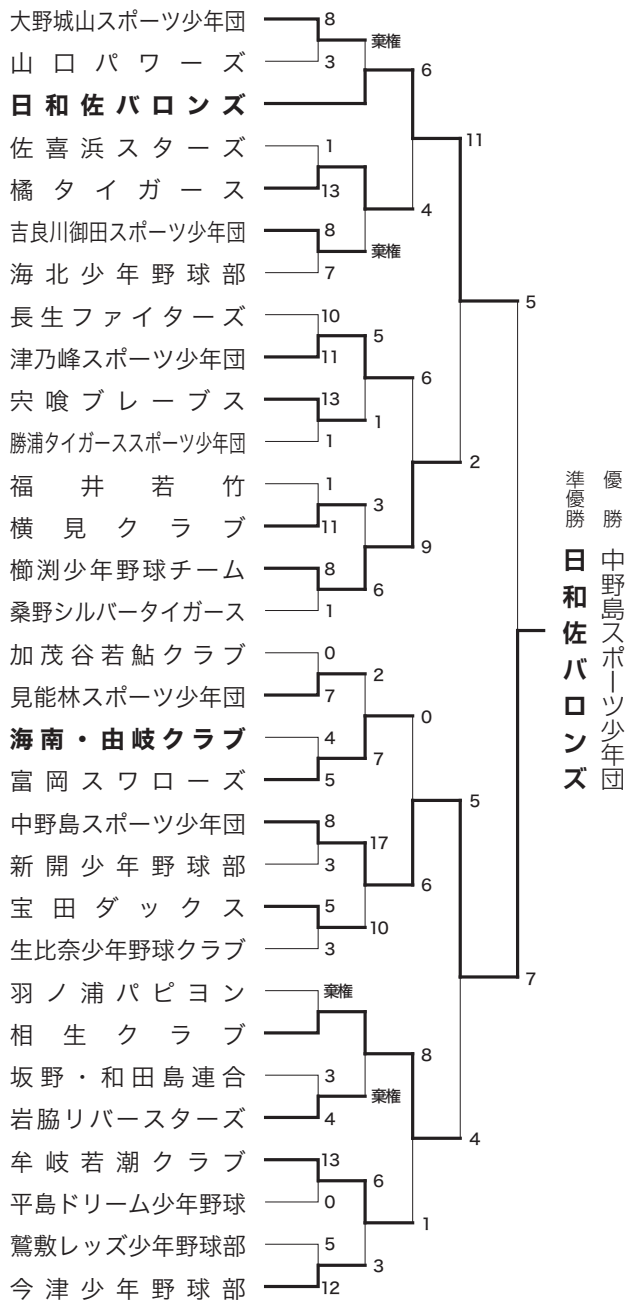 大野城山スポーツ少年団 8
棄権
山口パワーズ 3
6
日和佐バロンズ
11
佐喜浜スターズ 1
橘タイガース 13
4
吉良川御田スポーツ少年団 8
棄権
海北少年野球部 7
5
長生ファイターズ 10
5
津乃峰スポーツ少年団 11
6
宍喰ブレーブス 13
1
勝浦タイガーススポーツ少年団 1
2
福井若竹 1
3
横見クラブ 11
9
櫛渕少年野球チーム 8
6
桑野シルバータイガース 1
加茂谷若鮎クラブ 0
2
見能林スポーツ少年団 7
0
海南・由岐クラブ 4
7
富岡スワローズ 5
5
中野島スポーツ少年団 8
17
新開少年野球部 3
6
宝田ダックス 5
10
生比奈少年野球クラブ 3
7
羽ノ浦パピヨン 棄権
相生クラブ
8
坂野・和田島連合 3
棄権
岩脇リバースターズ 4
4
牟岐若潮クラブ 13
6
平島ドリーム少年野球 0
1
鷲敷レッズ少年野球部 5
3
今津少年野球部 12
優勝 中野島スポーツ少年団
準優勝 日和佐バロンズ